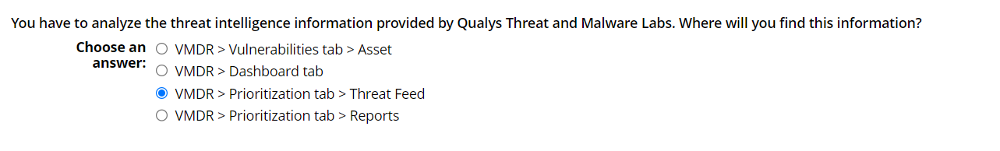 You have to analyze the threat intelligence information provided by Qualys Threat and Malware Labs. Where will you find this information?
Choose an answer:
VMDR > Vulnerabilities tab > Asset
VMDR > Dashboard tab
VMDR > Prioritization tab > Threat Feed
VMDR > Prioritization tab > Reports